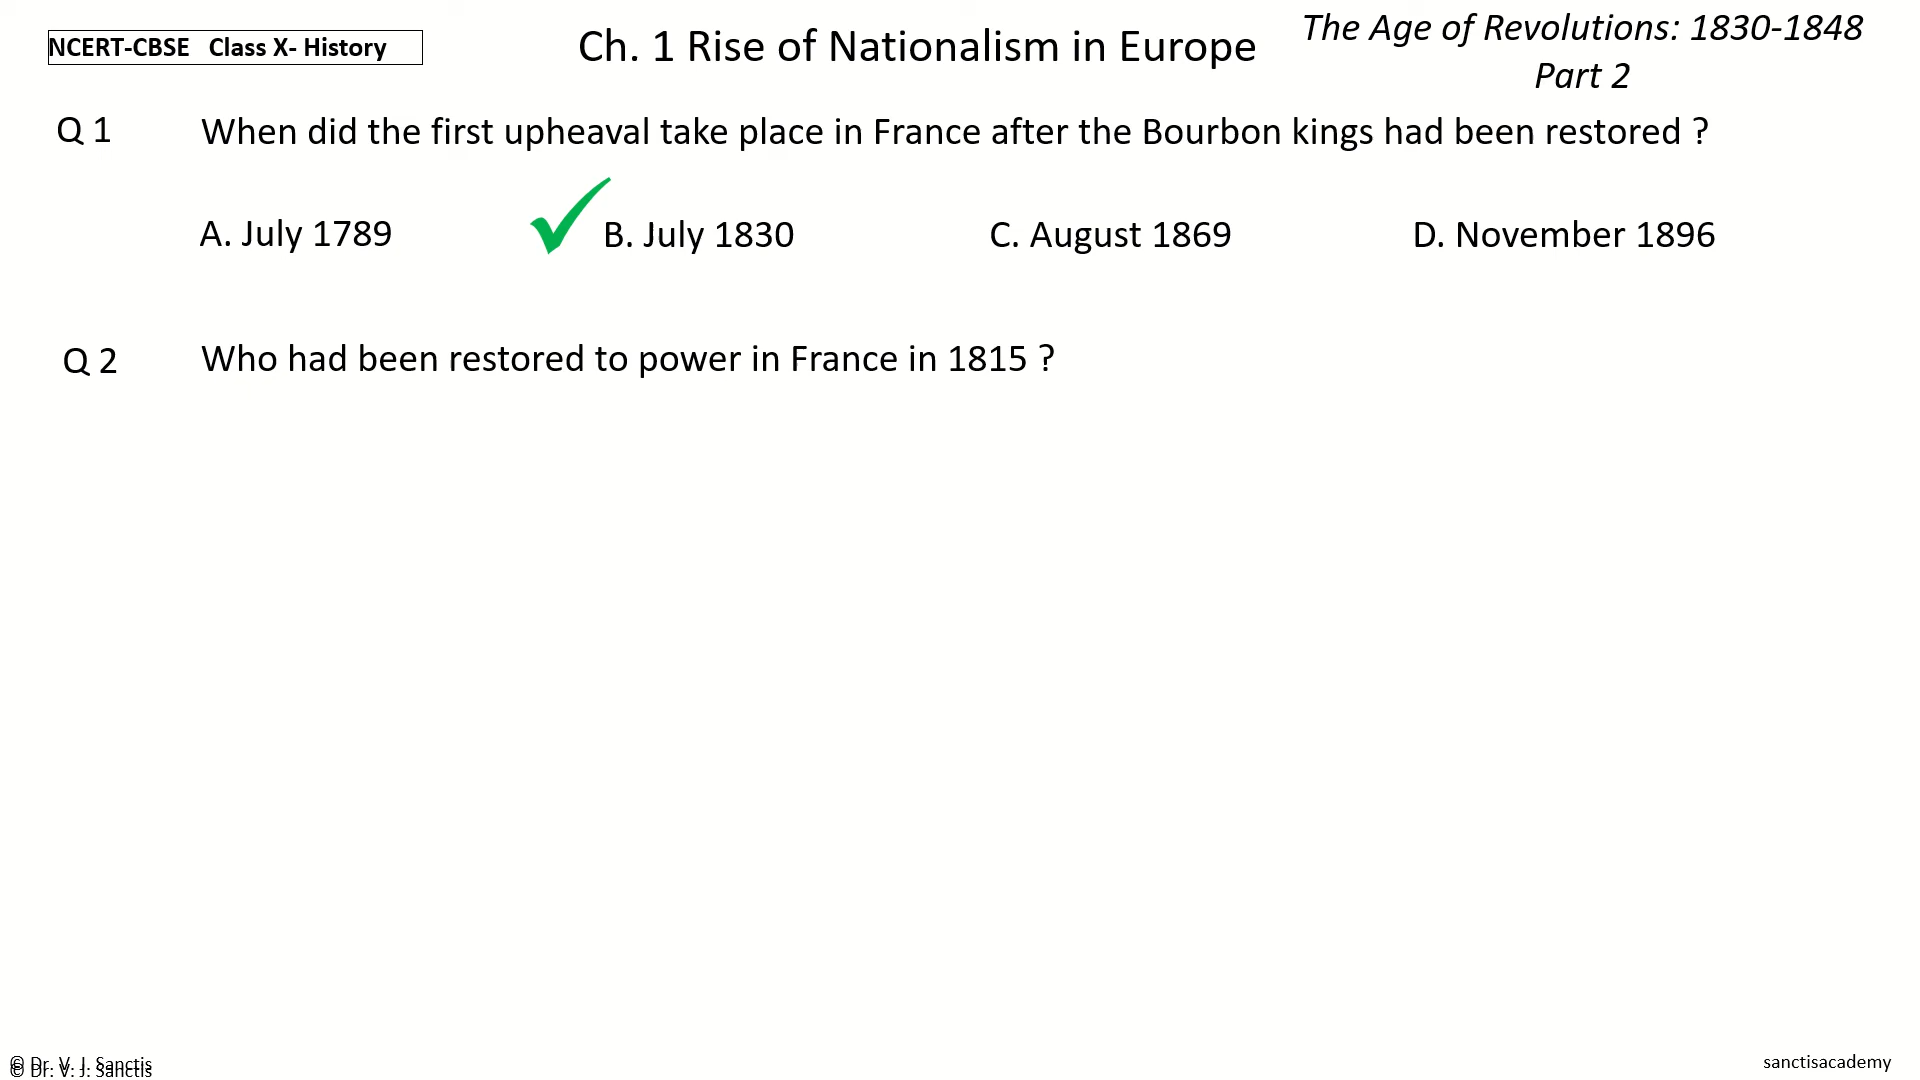 NCERT-CBSE Class X- History
Ch. 1 Rise of Nationalism in Europe
The Age of Revolutions: 1830-1848
Part 2
Q 1 When did the first upheaval take place in France after the Bourbon kings had been restored ?
A. July 1789 B. July 1830 C. August 1869 D. November 1896
Q 2 Who had been restored to power in France in 1815 ?
© Dr. V. J. Sanctis
© Dr. V. J. Sanctis
sanctisacademy